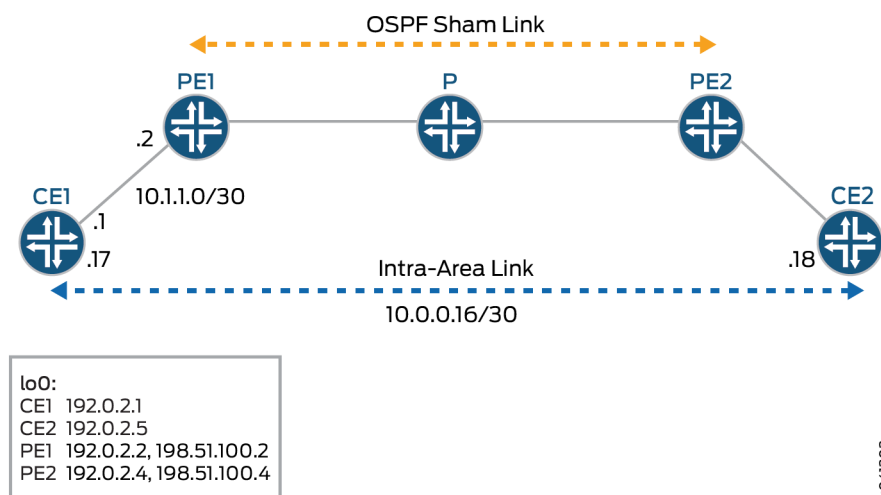 OSPF Sham Link
PE1
P
PE2
.2
10.1.1.0/30
CE1
.1
CE2
.17
Intra-Area Link
.18
10.0.0.16/30
lo0:
CE1 192.0.2.1
CE2 192.0.2.5
PE1 192.0.2.2, 198.51.100.2
PE2 192.0.2.4, 198.51.100.4